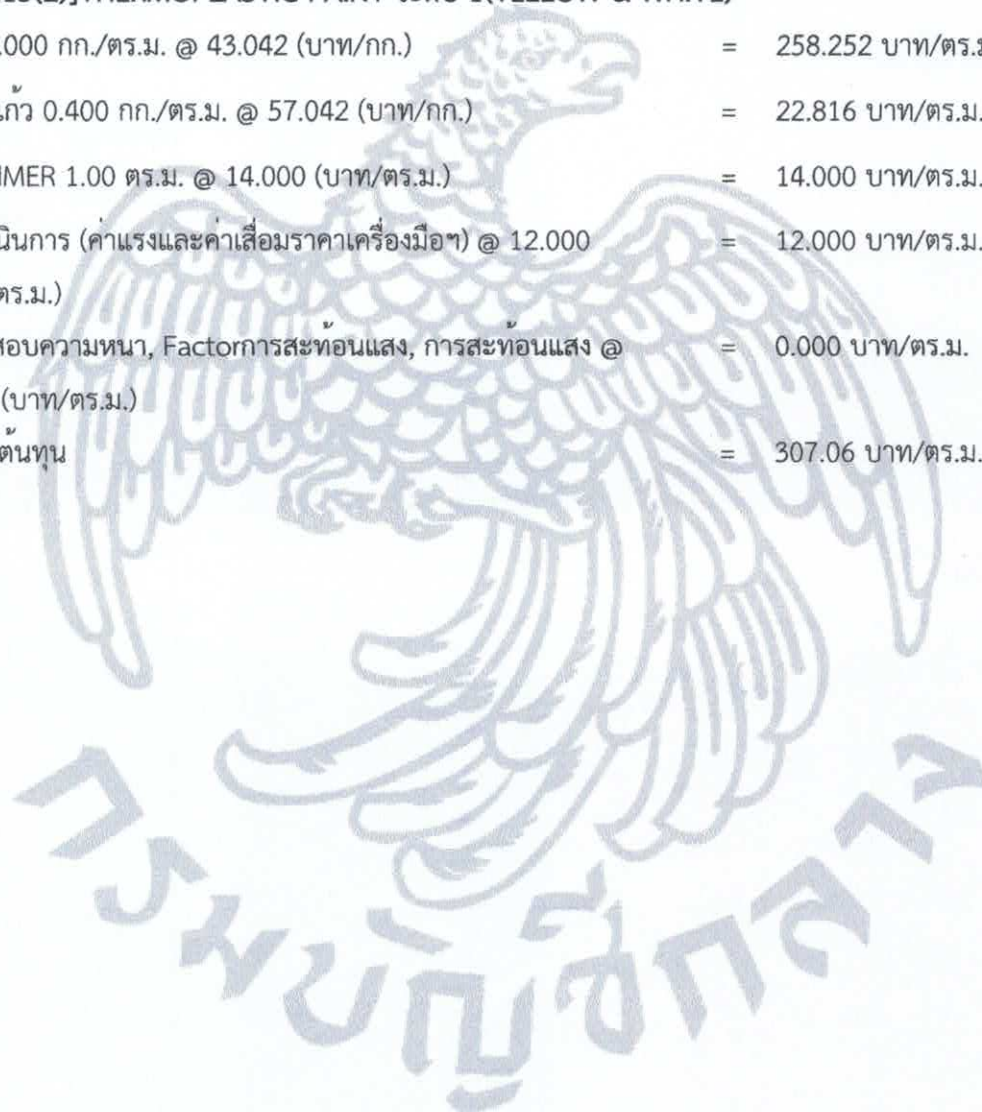 THERMOPLASTIC PAINT ระดับ 1(YELLOW & WHITE)
.000 กก./ตร.ม. @ 43.042 (บาท/กก.) = 258.252 บาท/ตร.ม
แก้ว 0.400 กก./ตร.ม. @ 57.042 (บาท/กก.) = 22.816 บาท/ตร.ม.
IMER 1.00 ตร.ม. @ 14.000 (บาท/ตร.ม.) = 14.000 บาท/ตร.ม.
นินการ (ค่าแรงและค่าเสื่อมราคาเครื่องมือฯ) @ 12.000 = 12.000 บาท/ตร.ม.
ตร.ม.)
สอบความหนา, Factorการสะท้อนแสง, การสะท้อนแสง @ = 0.000 บาท/ตร.ม.
(บาท/ตร.ม.)
ต้นทุน = 307.06 บาท/ตร.ม.
กรมบัญชีกลาง